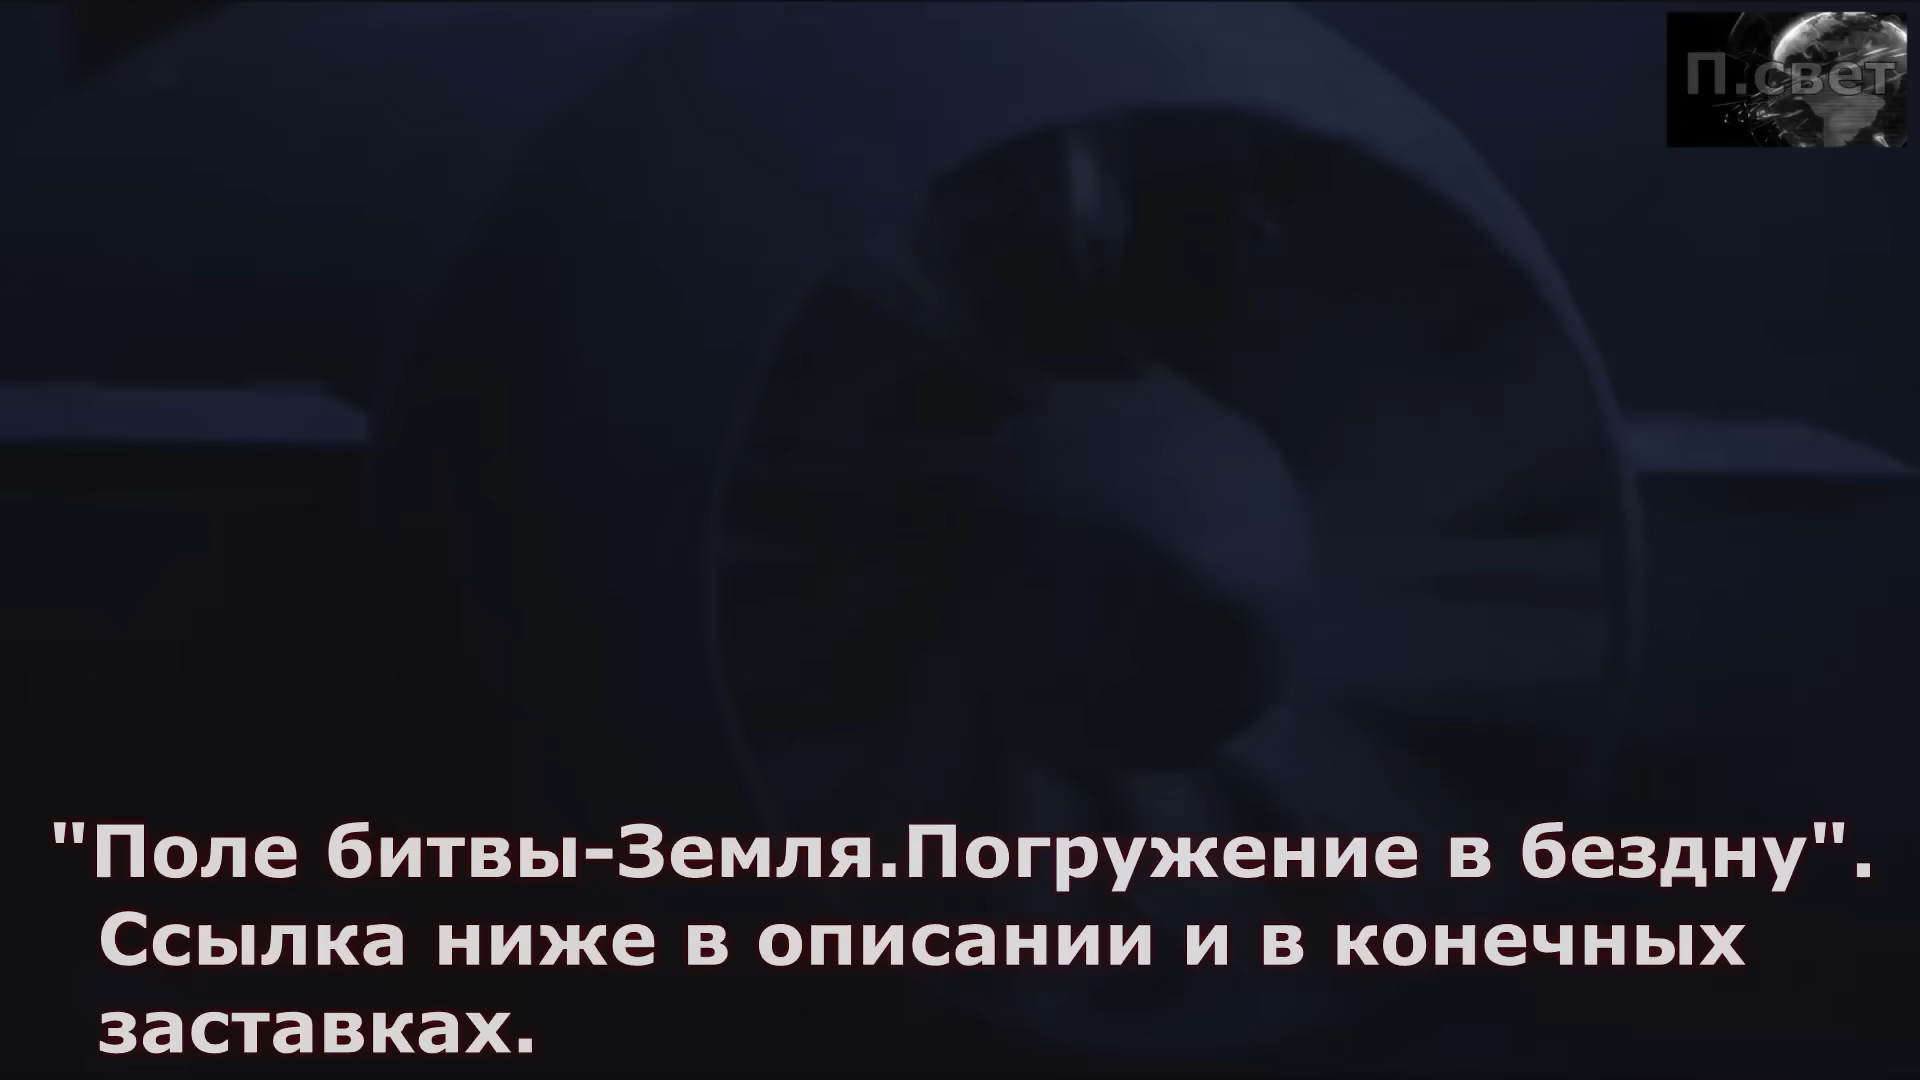 П.свет
"Поле битвы-Земля.Погружение в бездну".
Ссылка ниже в описании и в конечных
заставках.